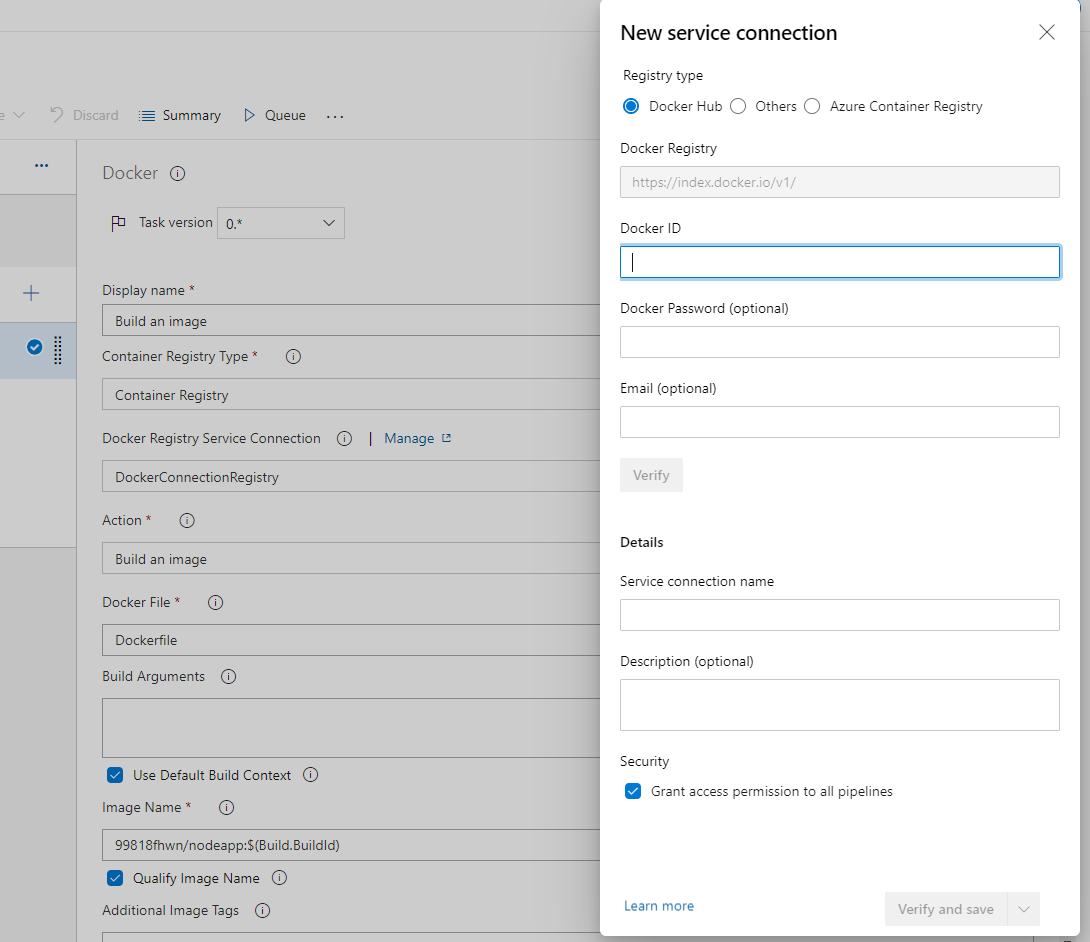 New service connection
Registry type
Docker Hub Others Azure Container Registry
Docker Registry
https://index.docker.io/v1/
Docker ID
Docker Password (optional)
Email (optional)
Verify
Details
Service connection name
Description (optional)
Security
Grant access permission to all pipelines
Learn more
Verify and save
Discard Summary Queue ...
Docker
Task version 0.*
Display name *
Build an image
Container Registry Type *
Container Registry
Docker Registry Service Connection | Manage
DockerConnectionRegistry
Action *
Build an image
Docker File *
Dockerfile
Build Arguments
Use Default Build Context
Image Name *
99818fhwn/nodeapp:$(Build.BuildId)
Qualify Image Name
Additional Image Tags